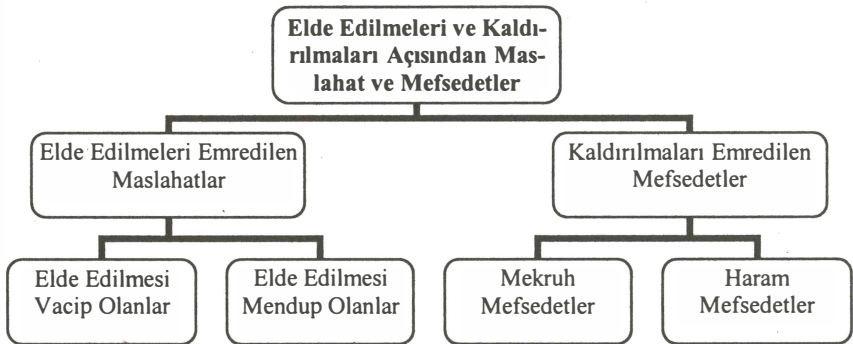 Elde Edilmeleri ve Kaldı-
rılmaları Açısından Mas-
lahat ve Mefsedetler
Elde Edilmeleri Emredilen
Maslahatlar
Kaldırılmaları Emredilen
Mefsedetler
Elde Edilmesi
Vacip Olanlar
Elde Edilmesi
Mendup Olanlar
Mekruh
Mefsedetler
Haram
Mefsedetler